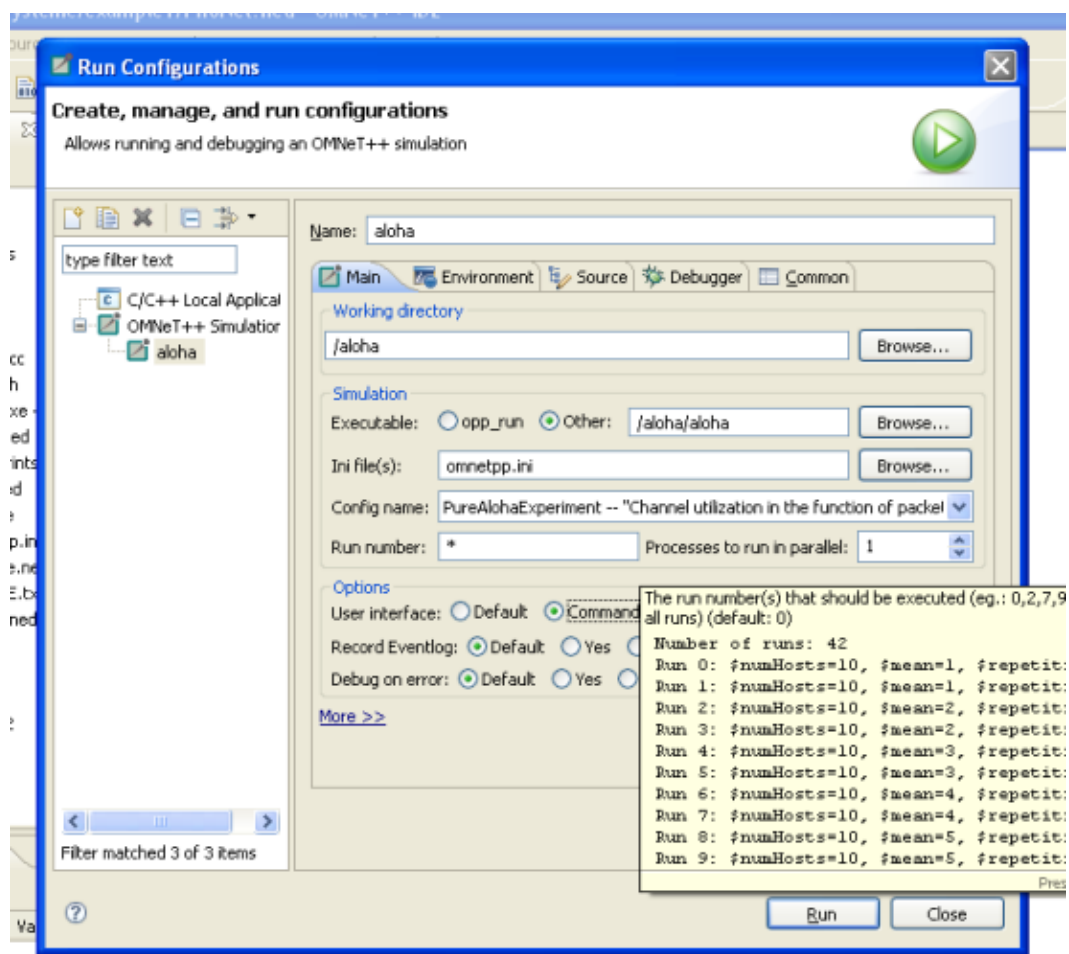 Run Configurations
Create, manage, and run configurations
Allows running and debugging an OMNeT++ simulation
type filter text
C/C++ Local Applicat
OMNeT++ Simulation
aloha
Filter matched 3 of 3 items
Name: aloha
Main Environment Source Debugger Common
Working directory
/aloha Browse...
Simulation
Executable: opp_run Other: /aloha/aloha Browse...
Ini file(s): omnetpp.ini Browse...
Config name: PureAlohaExperiment -- "Channel utilization in the function of packe
Run number: * Processes to run in parallel: 1
Options
User interface: Default Command
Record Eventlog: Default Yes
Debug on error: Default Yes
More >>
The run number(s) that should be executed (eg.: 0,2,7,9
all runs) (default: 0)
Number of runs: 42
Run 0: $numHosts=10, $mean=1, $repetit
Run 1: $numHosts=10, $mean=1, $repetit
Run 2: $numHosts=10, $mean=2, $repetit
Run 3: $numHosts=10, $mean=2, $repetit
Run 4: $numHosts=10, $mean=3, $repetit
Run 5: $numHosts=10, $mean=3, $repetit
Run 6: $numHosts=10, $mean=4, $repetit
Run 7: $numHosts=10, $mean=4, $repetit
Run 8: $numHosts=10, $mean=5, $repetit
Run 9: $numHosts=10, $mean=5, $repetit
Pres
Run Close